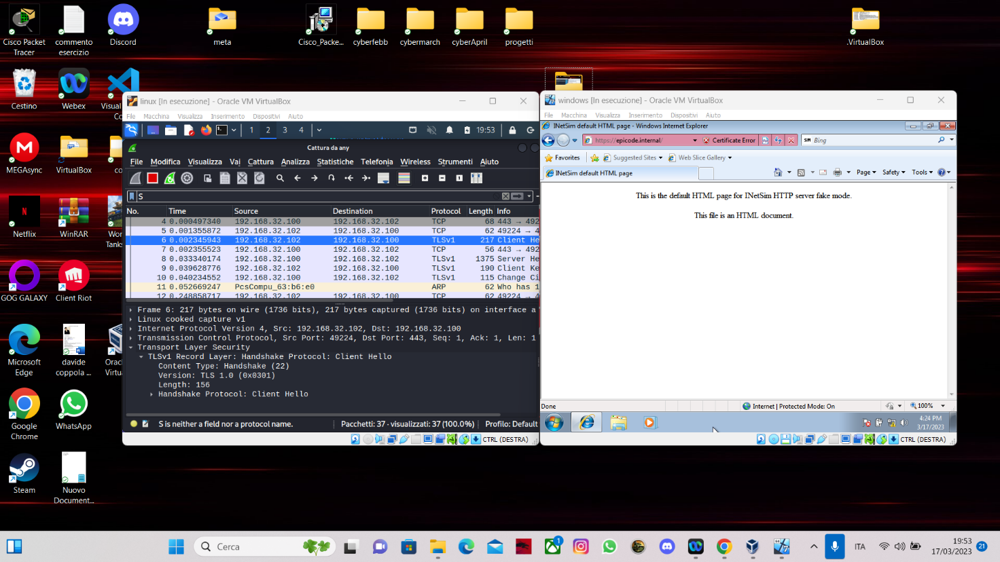 Cisco Packet
Tracer
commento
esercizio
Discord
meta
Cisco_Packe...
cyberfebb
cybermarch
cyberApril
progetti
.VirtualBox
Cestino
Webex
Visual
Co
MEGAsync
VirtualBox
co
Netflix
WinRAR
Wor
Tanks
GOG GALAXY
Client Riot
Microsoft
Edge
davide
coppola ...
Orac
Virtu
Google
Chrome
WhatsApp
Steam
Nuovo
Document...
linux [In esecuzione] - Oracle VM VirtualBox
File Macchina Visualizza Inserimento Dispositivi Aiuto
1 2 3 4 19:53
Cattura da any
File Modifica Visualizza Vai Cattura Analizza Statistiche Telefonia Wireless Strumenti Aiuto
S
No. Time Source Destination Protocol Length Info
4 0.000497340 192.168.32.100 192.168.32.102 TCP 68 443 → 492
5 0.001355872 192.168.32.102 192.168.32.100 TCP 62 49224 → 4
6 0.002345943 192.168.32.102 192.168.32.100 TLSv1 217 Client He
7 0.002355523 192.168.32.100 192.168.32.102 TCP 56 443 → 492
8 0.033340174 192.168.32.100 192.168.32.102 TLSv1 1375 Server He
9 0.039628776 192.168.32.102 192.168.32.100 TLSv1 190 Client Ke
10 0.040234552 192.168.32.100 192.168.32.102 TLSv1 115 Change Ci
11 0.052669247 PcsCompu_63:b6:e0 ARP 62 Who has 1
12 0.248858717 192.168.32.102 192.168.32.100 TCP 62 49224 → 4
Frame 6: 217 bytes on wire (1736 bits), 217 bytes captured (1736 bits) on interface a
Linux cooked capture v1
Internet Protocol Version 4, Src: 192.168.32.102, Dst: 192.168.32.100
Transmission Control Protocol, Src Port: 49224, Dst Port: 443, Seq: 1, Ack: 1, Len: 1
Transport Layer Security
TLSv1 Record Layer: Handshake Protocol: Client Hello
Content Type: Handshake (22)
Version: TLS 1.0 (0x0301)
Length: 156
Handshake Protocol: Client Hello
S is neither a field nor a protocol name. Pacchetti: 37 · visualizzati: 37 (100.0%) Profilo: Default
CTRL (DESTRA)
windows [In esecuzione] - Oracle VM VirtualBox
File Macchina Visualizza Inserimento Dispositivi Aiuto
INetSim default HTML page - Windows Internet Explorer
https://epicode.internal/ Certificate Error Bing
Favorites Suggested Sites Web Slice Gallery
INetSim default HTML page Page Safety Tools
This is the default HTML page for INetSim HTTP server fake mode.
This file is an HTML document.
Done Internet | Protected Mode: On 100%
4:24 PM
3/17/2023
CTRL (DESTRA)
Cerca
1
ITA
19:53
17/03/2023
21